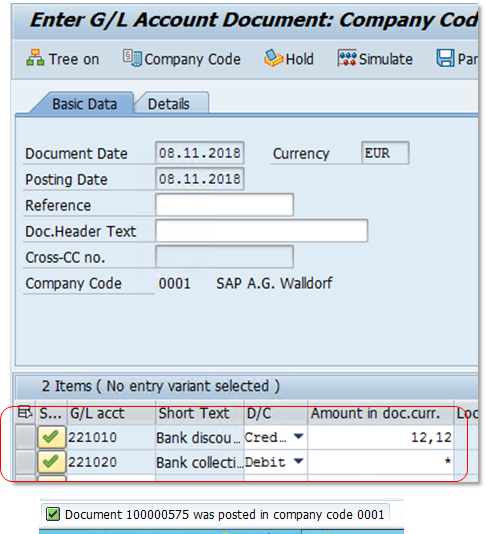 Enter G/L Account Document: Company Cod
Tree on Company Code Hold Simulate Par
Basic Data Details
Document Date 08.11.2018 Currency EUR
Posting Date 08.11.2018
Reference
Doc.Header Text
Cross-CC no.
Company Code 0001 SAP A.G. Walldorf
2 Items ( No entry variant selected )
S... G/L acct Short Text D/C Amount in doc.curr. Loc
221010 Bank discou... Cred... 12,12
221020 Bank collecti... Debit *
Document 100000575 was posted in company code 0001